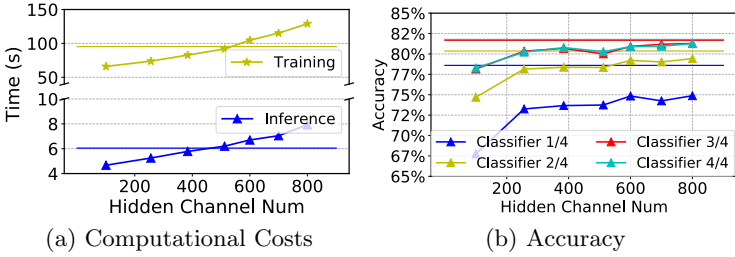 150
100
50
10
8
6
4
Time (s)
Training
Inference
200 400 600 800
Hidden Channel Num
(a) Computational Costs
85%
82%
80%
77%
75%
72%
70%
67%
65%
Accuracy
Classifier 1/4
Classifier 2/4
Classifier 3/4
Classifier 4/4
200 400 600 800
Hidden Channel Num
(b) Accuracy